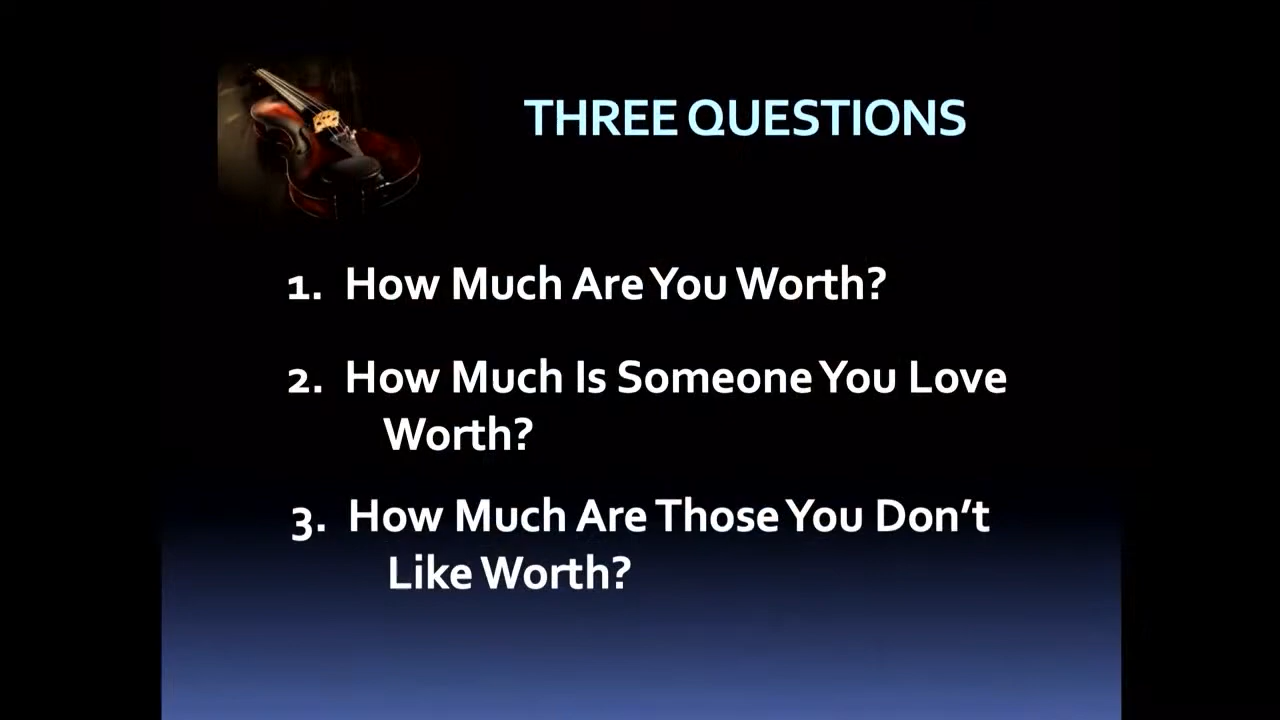 THREE QUESTIONS
1. How Much Are You Worth?
2. How Much Is Someone You Love
Worth?
3. How Much Are Those You Don’t
Like Worth?